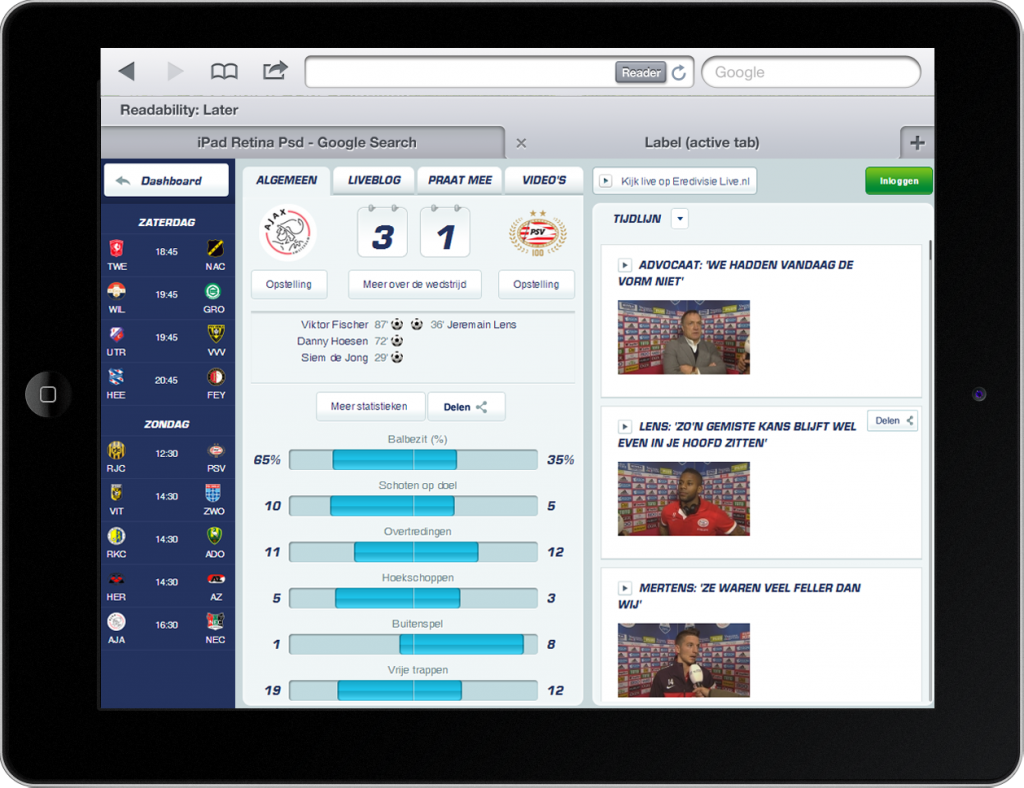 Reader
Google
Readability: Later
iPad Retina Psd - Google Search
Label (active tab)
Dashboard
ZATERDAG
18:45
TWE NAC
19:45
WIL GRO
19:45
UTR VVV
20:45
HEE FEY
ZONDAG
12:30
RJC PSV
14:30
VIT ZWO
14:30
RKC ADO
14:30
HER AZ
16:30
AJA NEC
ALGEMEEN LIVEBLOG PRAAT MEE VIDEO'S
AJAX
3 1
PSV
100
Opstelling Meer over de wedstrijd Opstelling
Viktor Fischer 87' 36' Jeremain Lens
Danny Hoesen 72'
Siem de Jong 29'
Meer statistieken Delen
Balbezit (%)
65% 35%
Schoten op doel
10 5
Overtredingen
11 12
Hoekschoppen
5 3
Buitenspel
1 8
Vrije trappen
19 12
Kijk live op Eredivisie Live.nl
Inloggen
TIJDLIJN
ADVOCAAT: 'WE HADDEN VANDAAG DE
VORM NIET'
Delen
LENS: 'ZO'N GEMISTE KANS BLIJFT WEL
EVEN IN JE HOOFD ZITTEN'
MERTENS: 'ZE WAREN VEEL FELLER DAN
WIJ'
14